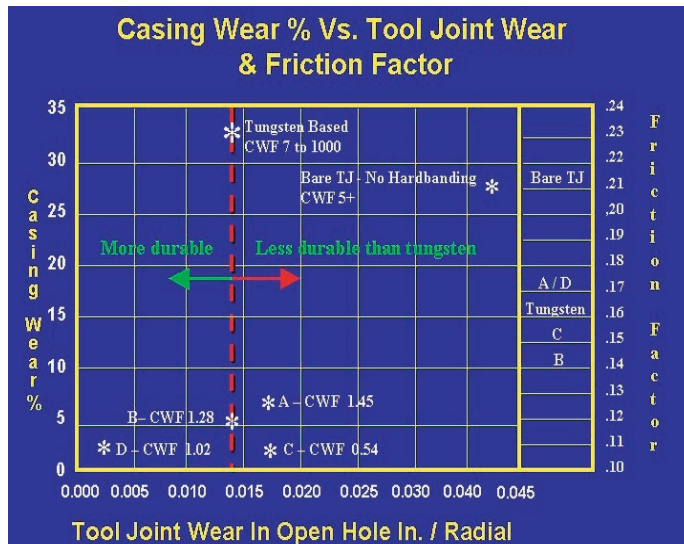 Casing Wear % Vs. Tool Joint Wear
& Friction Factor
Casing Wear %
35
30
25
20
15
10
5
0
Tungsten Based
CWF 7 to 1000
Bare TJ - No Hardbanding
CWF 5+
More durable
Less durable than tungsten
A – CWF 1.45
B– CWF 1.28
D – CWF 1.02
C – CWF 0.54
Bare TJ
A / D
Tungsten
C
B
.24
.23
.22
.21
,20
.19
.18
.17
.16
.15
.14
.13
.12
.11
.10
Friction Factor
0.000 0.005 0.010 0.015 0.020 0.025 0.030 0.035 0.040 0.045
Tool Joint Wear In Open Hole In. / Radial